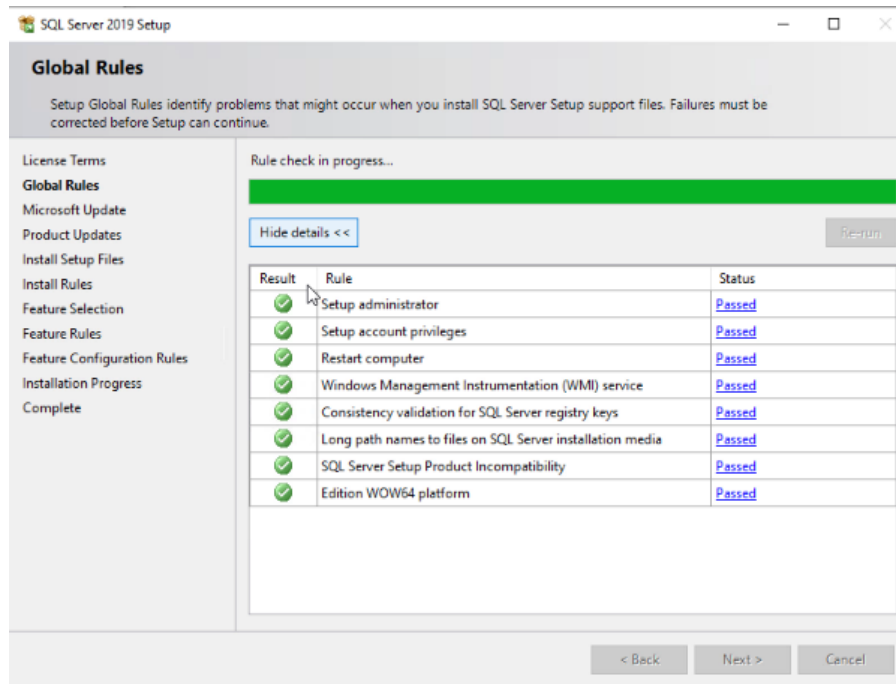 SQL Server 2019 Setup
Global Rules
Setup Global Rules identify problems that might occur when you install SQL Server Setup support files. Failures must be
corrected before Setup can continue.
License Terms
Global Rules
Microsoft Update
Product Updates
Install Setup Files
Install Rules
Feature Selection
Feature Rules
Feature Configuration Rules
Installation Progress
Complete
Rule check in progress...
Hide details <<
Re-run
Result Rule Status
Setup administrator Passed
Setup account privileges Passed
Restart computer Passed
Windows Management Instrumentation (WMI) service Passed
Consistency validation for SQL Server registry keys Passed
Long path names to files on SQL Server installation media Passed
SQL Server Setup Product Incompatibility Passed
Edition WOW64 platform Passed
< Back Next > Cancel